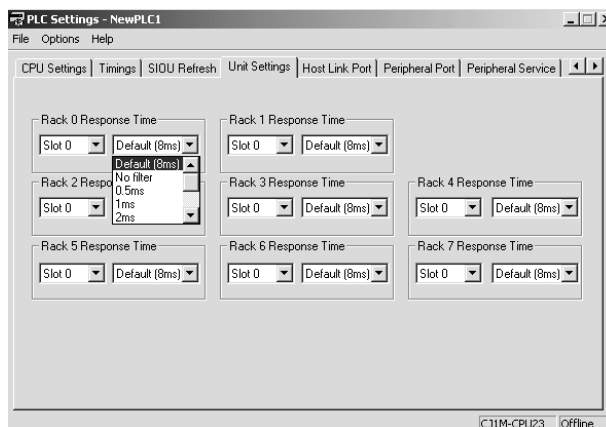 PLC Settings - NewPLC1
File Options Help
CPU Settings Timings SIOU Refresh Unit Settings Host Link Port Peripheral Port Peripheral Service
Rack 0 Response Time Rack 1 Response Time
Slot 0 Default (8ms) Slot 0 Default (8ms)
Default (8ms)
No filter
0.5ms
1ms
2ms
Rack 2 Respo Rack 3 Response Time Rack 4 Response Time
Slot 0 Slot 0 Default (8ms) Slot 0 Default (8ms)
Rack 5 Response Time Rack 6 Response Time Rack 7 Response Time
Slot 0 Default (8ms) Slot 0 Default (8ms) Slot 0 Default (8ms)
CJ1M-CPU23 Offline